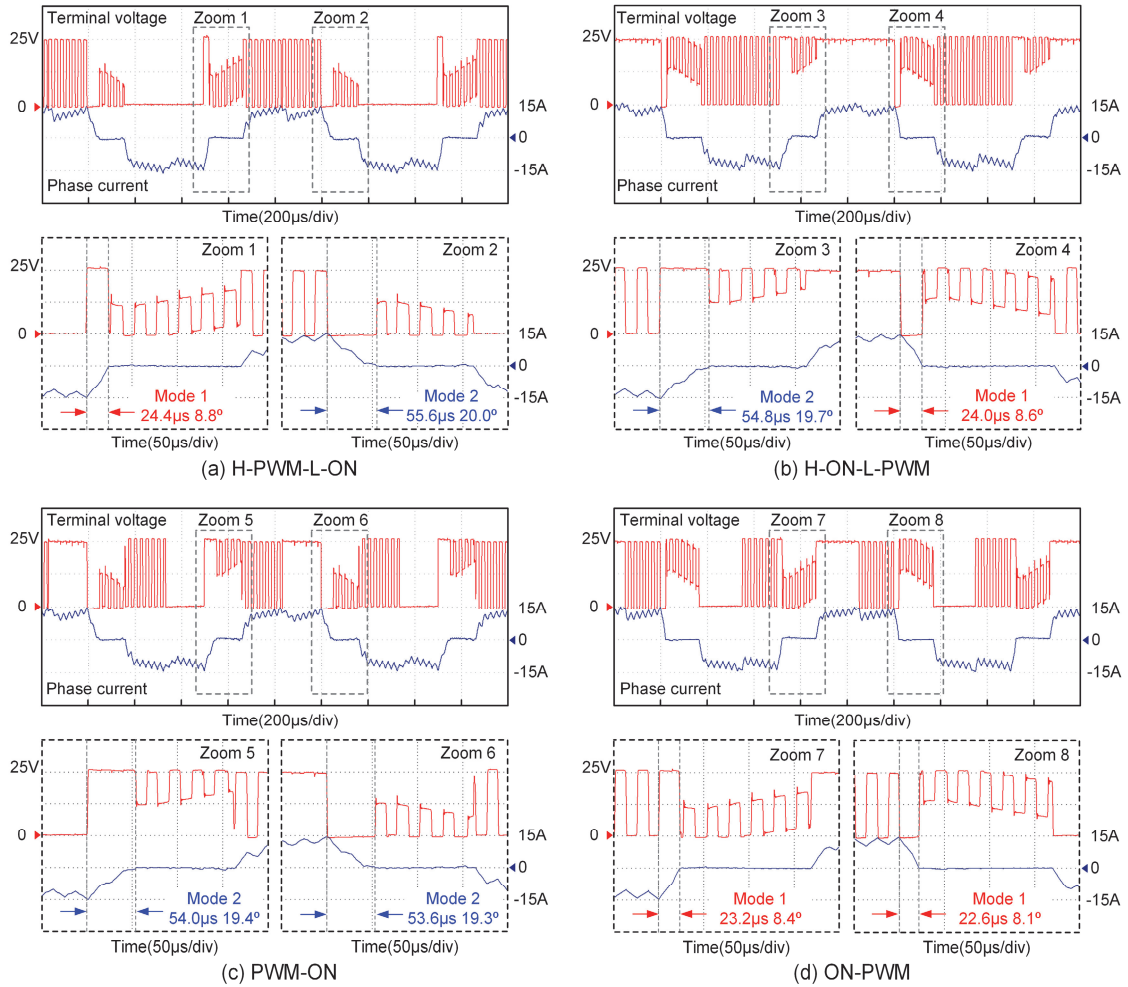 Terminal voltage Zoom 1 Zoom 2
25V
0
15A
0
-15A
Phase current
Time(200μs/div)
Zoom 1 Zoom 2
25V
0
15A
0
-15A
Mode 1
24.4μs 8.8º
Mode 2
55.6μs 20.0º
Time(50μs/div) Time(50μs/div)
(a) H-PWM-L-ON
Terminal voltage Zoom 3 Zoom 4
25V
0
15A
0
-15A
Phase current
Time(200μs/div)
Zoom 3 Zoom 4
25V
0
15A
0
-15A
Mode 2
54.8μs 19.7º
Mode 1
24.0μs 8.6º
Time(50μs/div) Time(50μs/div)
(b) H-ON-L-PWM
Terminal voltage Zoom 5 Zoom 6
25V
0
15A
0
-15A
Phase current
Time(200μs/div)
Zoom 5 Zoom 6
25V
0
15A
0
-15A
Mode 2
54.0μs 19.4º
Mode 2
53.6μs 19.3º
Time(50μs/div) Time(50μs/div)
(c) PWM-ON
Terminal voltage Zoom 7 Zoom 8
25V
0
15A
0
-15A
Phase current
Time(200μs/div)
Zoom 7 Zoom 8
25V
0
15A
0
-15A
Mode 1
23.2μs 8.4º
Mode 1
22.6μs 8.1º
Time(50μs/div) Time(50μs/div)
(d) ON-PWM